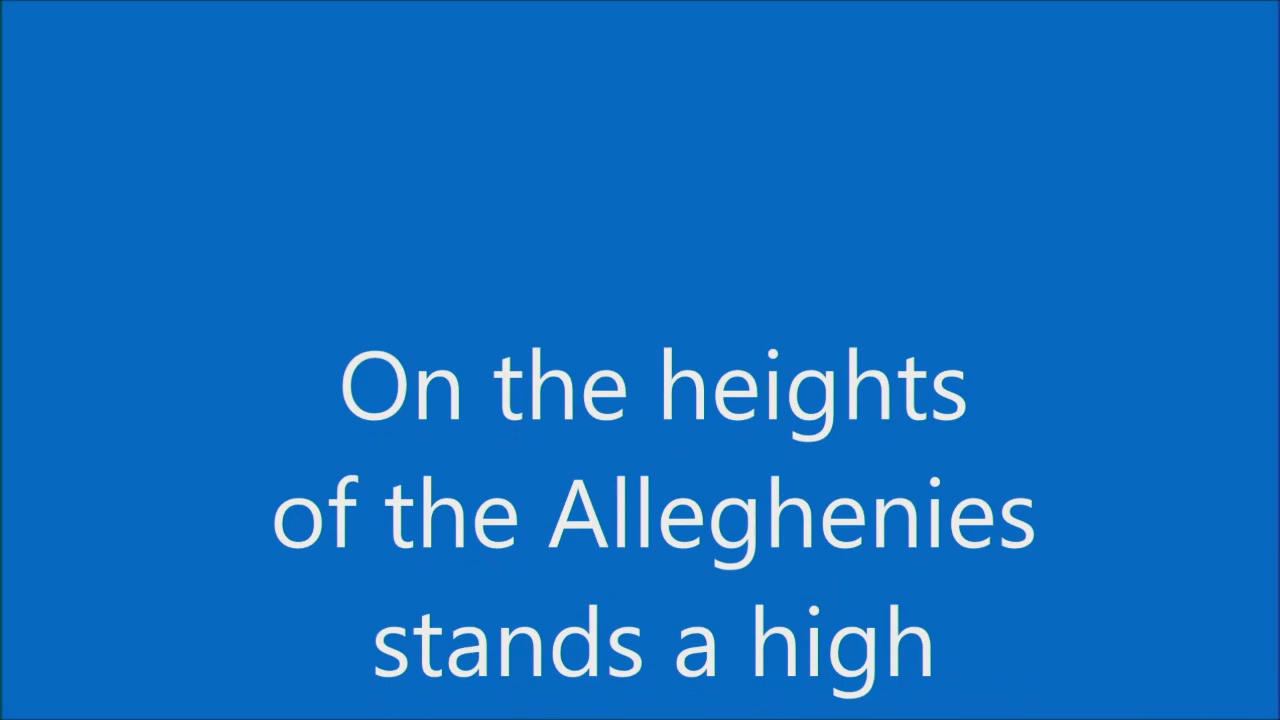 On the heights
of the Alleghenies
stands a high